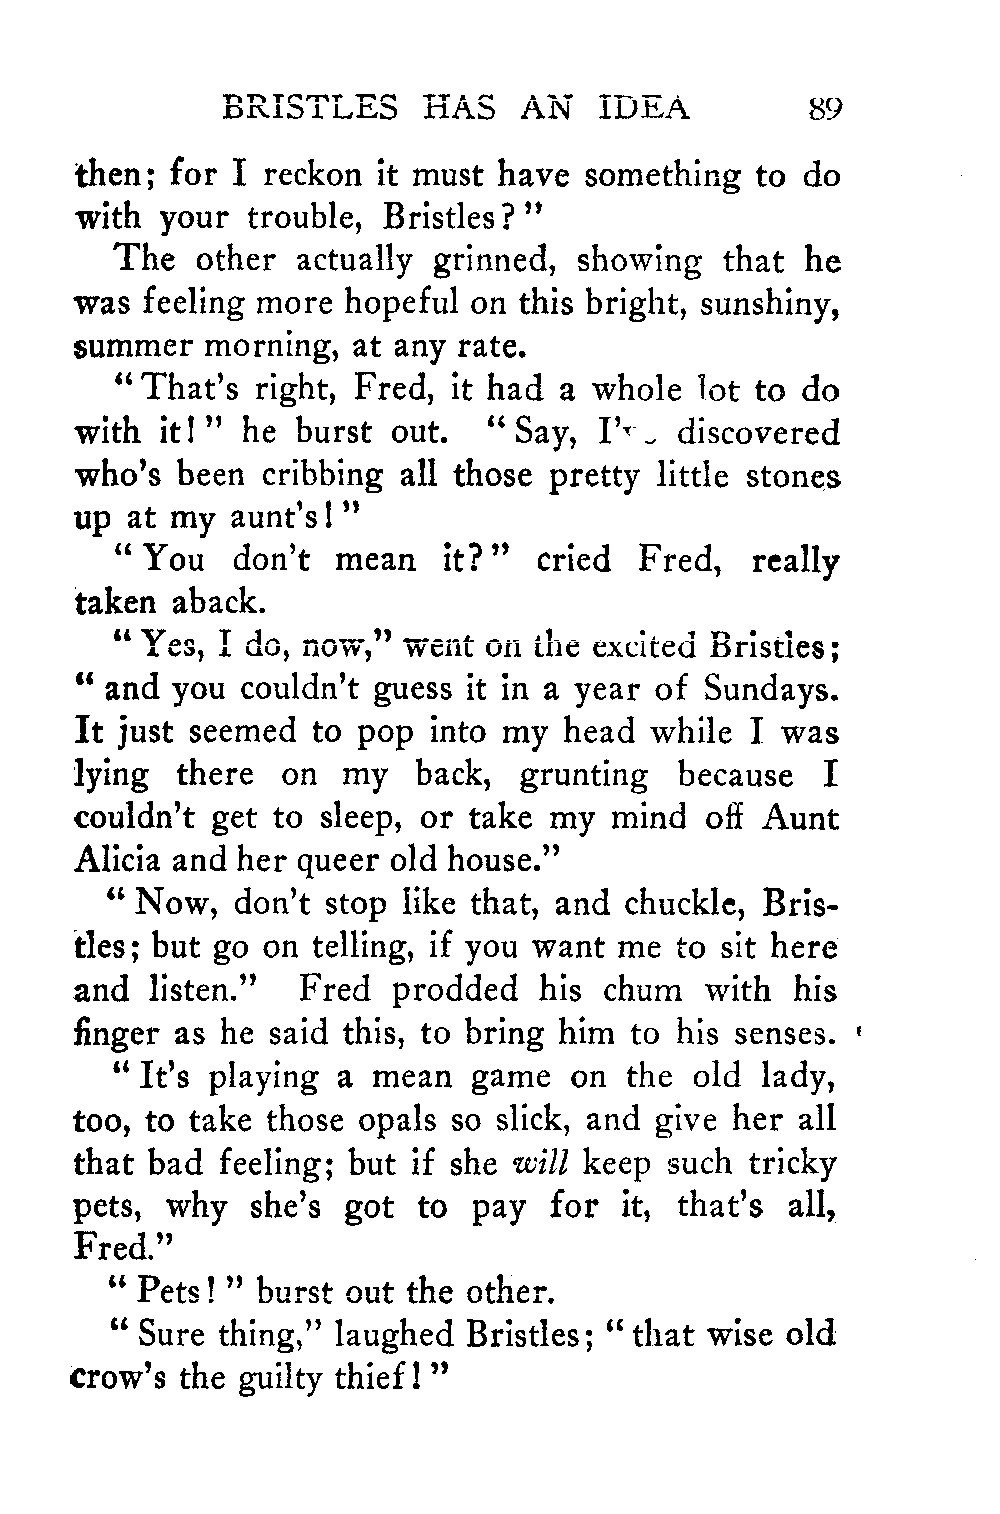 BRISTLES HAS AN IDEA 89
then; for I reckon it must have something to do
with your trouble, Bristles?"
The other actually grinned, showing that he
was feeling more hopeful on this bright, sunshiny,
summer morning, at any rate.
"That's right, Fred, it had a whole lot to do
with it!" he burst out. "Say, discovered
who's been cribbing all those pretty little stones
up at my aunt's!"
"You don't mean it?" cried Fred, really
taken aback.
"Yes, I do, now," went on the excited Bristles;
"and you couldn't guess it in a year of Sundays.
It just seemed to pop into my head while I was
lying there on my back, grunting because I
couldn't get to sleep, or take my mind off Aunt
Alicia and her queer old house."
"Now, don't stop like that, and chuckle, Bris-
tles; but go on telling, if you want me to sit here
and listen." Fred prodded his chum with his
finger as he said this, to bring him to his senses.
"It's playing a mean game on the old lady,
too, to take those opals so slick, and give her all
that bad feeling; but if she will keep such tricky
pets, why she's got to pay for it, that's all,
Fred."
"Pets!" burst out the other.
"Sure thing," laughed Bristles; "that wise old
crow's the guilty thief!"